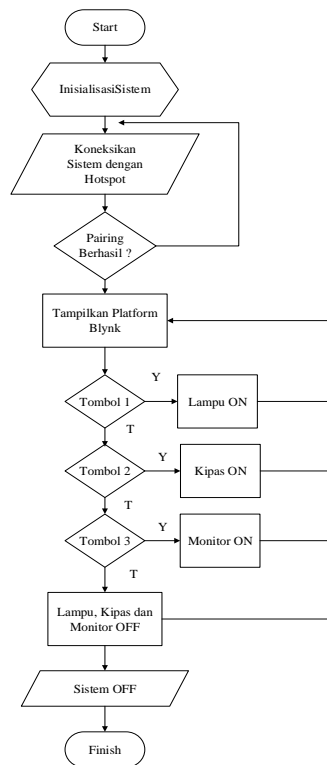 Start
InisialisasiSistem
Koneksikan
Sistem dengan
Hotspot
Pairing
Berhasil ?
Tampilkan Platform
Blynk
Tombol 1
Y
Lampu ON
T
Tombol 2
Y
Kipas ON
T
Tombol 3
Y
Monitor ON
T
Lampu, Kipas dan
Monitor OFF
Sistem OFF
Finish